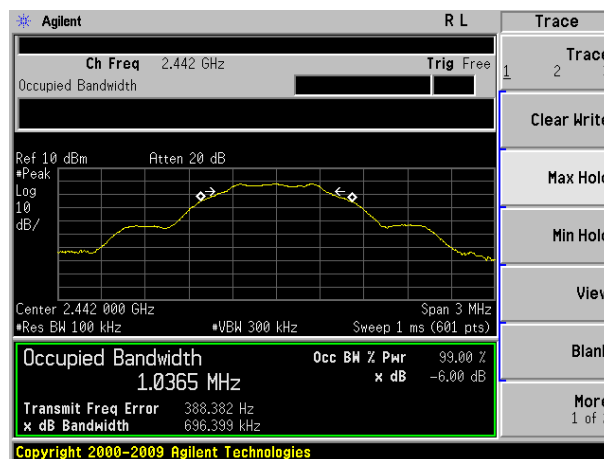 Agilent R L Trace
Ch Freq 2.442 GHz Trig Free
Occupied Bandwidth
Trace
1 2
Clear Write
Max Hold
Min Hold
View
Blank
More
1 of
Ref 10 dBm Atten 20 dB
#Peak
Log
10
dB/
Center 2.442 000 GHz Span 3 MHz
#Res BW 100 kHz #VBW 300 kHz Sweep 1 ms (601 pts)
Occupied Bandwidth Occ BW % Pwr 99.00 %
1.0365 MHz x dB -6.00 dB
Transmit Freq Error 388.382 Hz
x dB Bandwidth 696.399 kHz
Copyright 2000-2009 Agilent Technologies